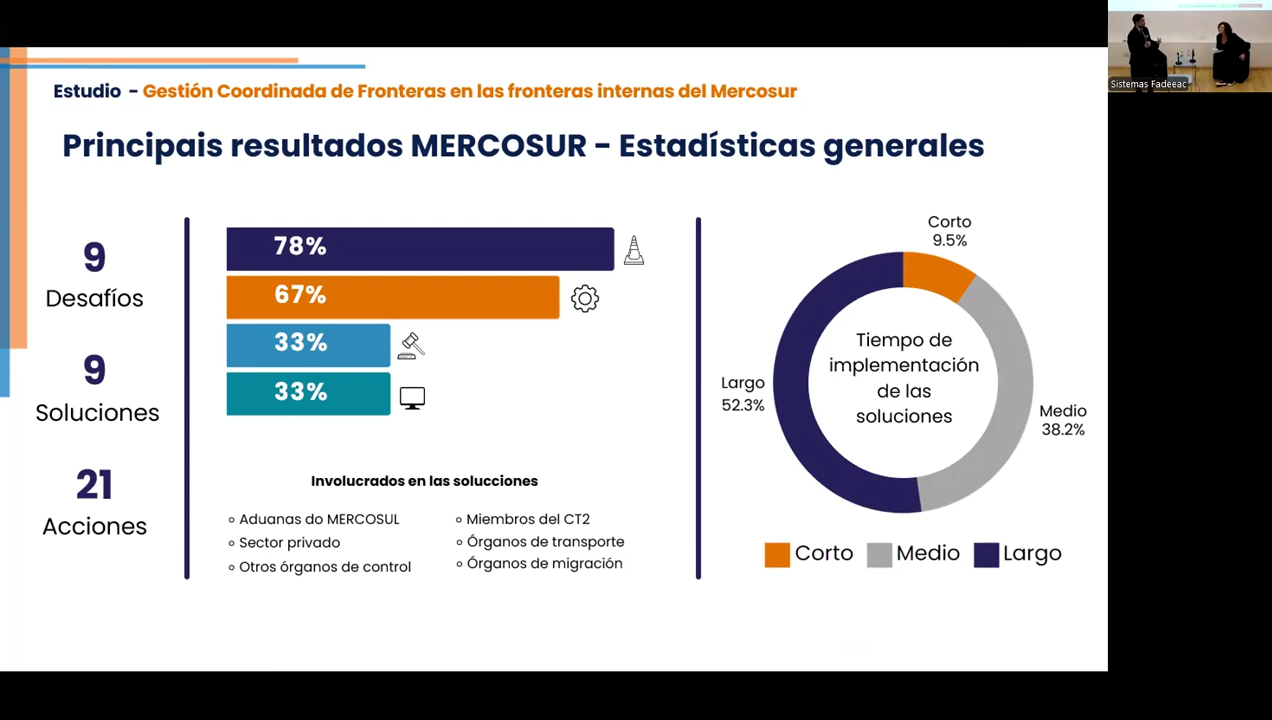 Estudio - Gestión Coordinada de Fronteras en las fronteras internas del Mercosur
Principais resultados MERCOSUR - Estadísticas generales
9
Desafíos
9
Soluciones
21
Acciones
78%
67%
33%
33%
Involucrados en las solucciones
Aduanas do MERCOSUL
Sector privado
Otros órganos de control
Miembros del CT2
Órganos de transporte
Órganos de migración
Corto
9.5%
Tiempo de
implementación
de las
soluciones
Largo
52.3%
Medio
38.2%
Corto
Medio
Largo
Sistemas Fadeeac